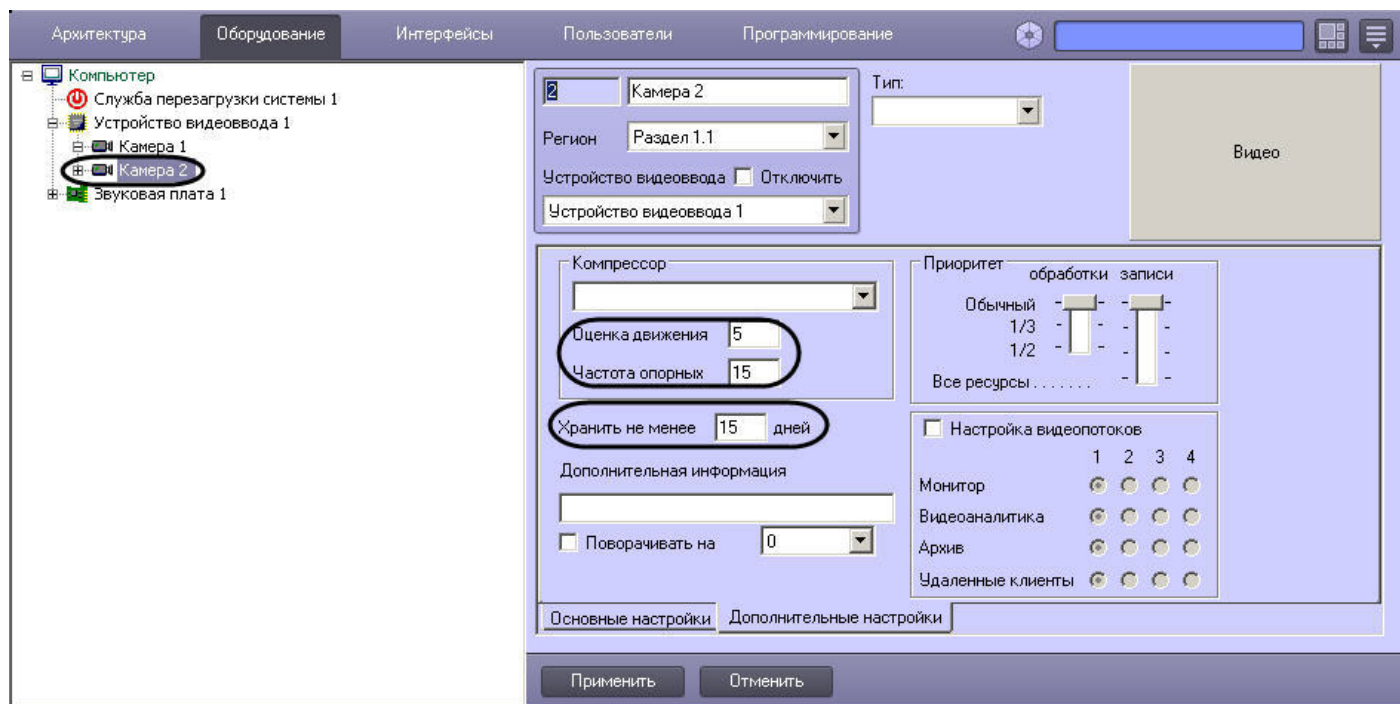 Архитектура Оборудование Интерфейсы Пользователи Программирование
Компьютер
Служба перезагрузки системы 1
Устройство видеоввода 1
Камера 1
Камера 2
Звуковая плата 1
2 Камера 2
Тип:
Регион Раздел 1.1
Устройство видеоввода Отключить
Устройство видеоввода 1
Видео
Компрессор
Оценка движения 5
Частота опорных 15
Хранить не менее 15 дней
Дополнительная информация
Поворачивать на 0
Приоритет
обработки записи
Обычный
1/3
1/2
Все ресурсы . . . . . . .
Настройка видеопотоков
1 2 3 4
Монитор
Видеоаналитика
Архив
Удаленные клиенты
Основные настройки Дополнительные настройки
Применить Отменить